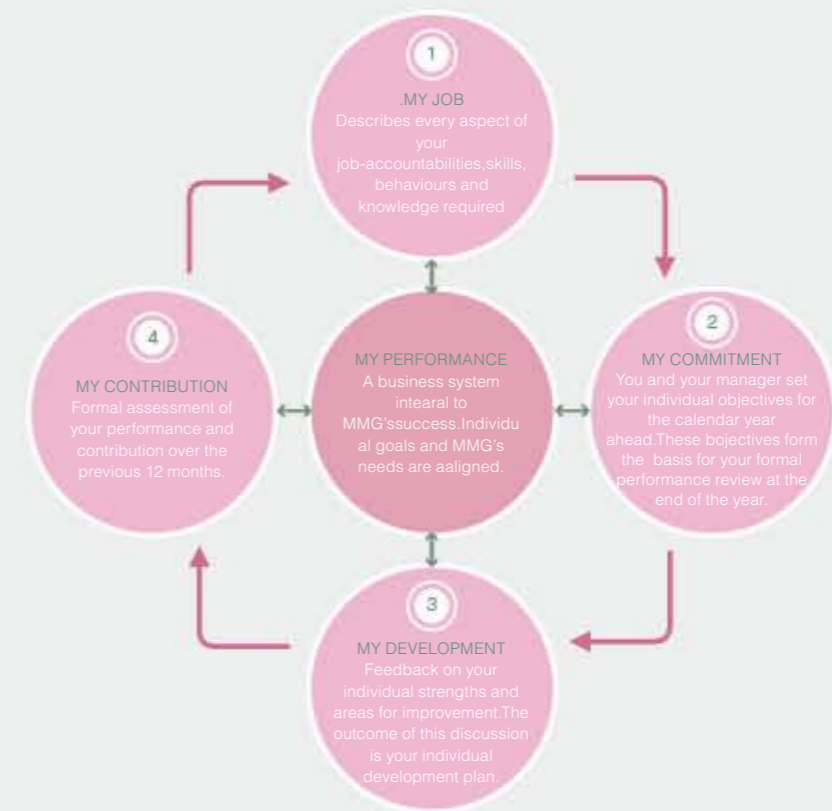 1
.MY JOB
Describes every aspect of
your
job-accountabilities,skills,
behaviours and
knowledge required
2
MY COMMITMENT
You and your manager set
your individual objectives for
the calendar year
ahead.These bojectives form
the basis for your formal
performance review at the
end of the year.
3
MY DEVELOPMENT
Feedback on your
individual strengths and
areas for improvement.The
outcome of this discussion
is your individual
development plan.
4
MY CONTRIBUTION
Formal assessment of
your performance and
contribution over the
previous 12 months.
MY PERFORMANCE
A business system
intearal to
MMG'ssuccess.Individu
al goals and MMG's
needs are aaligned.